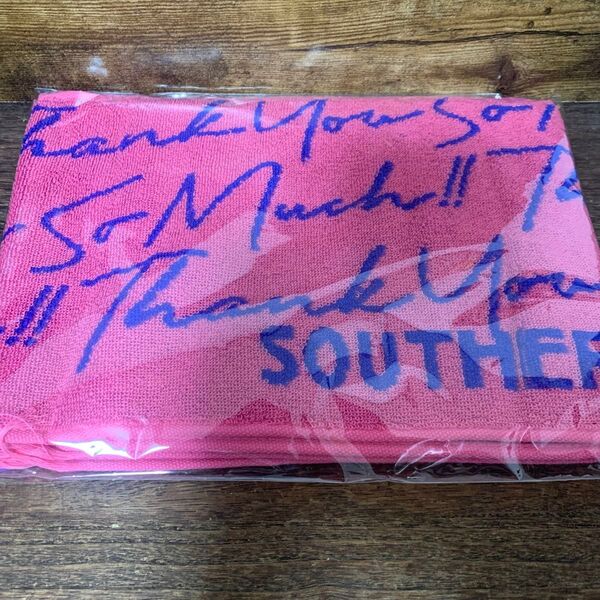 Thank You So
So Much!! T
!! Thank You
SOUTHER